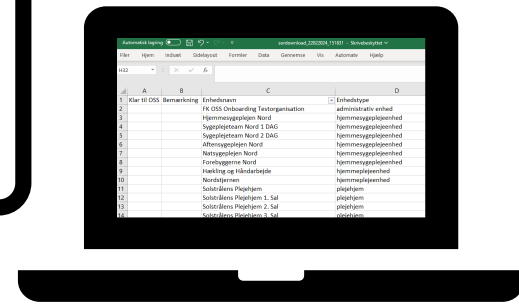 Automatisk lagring sordownload_22022024_151831 - Skrivebeskyttet
Filer Hjem Indsæt Sidelayout Formler Data Gennemse Vis Automate Hjælp
H32 fx
A B C D
1 Klar til OSS Bemærkning Enhedsnavn Enhedstype
2 FK OSS Onboarding Testorganisation administrativ enhed
3 Hjemmesygeplejen Nord hjemmesygeplejeenhed
4 Sygeplejeteam Nord 1 DAG hjemmesygeplejeenhed
5 Sygeplejeteam Nord 2 DAG hjemmesygeplejeenhed
6 Aftensygeplejen Nord hjemmesygeplejeenhed
7 Natsygeplejen Nord hjemmesygeplejeenhed
8 Forebyggerne Nord hjemmesygeplejeenhed
9 Hækling og Håndarbejde hjemmeplejeenhed
10 Nordstjernen hjemmeplejeenhed
11 Solstrålens Plejehjem plejehjem
12 Solstrålens Plejehjem 1. Sal plejehjem
13 Solstrålens Plejehjem 2. Sal plejehjem
14 Solstrålens Plejehjem 3. Sal plejehjem